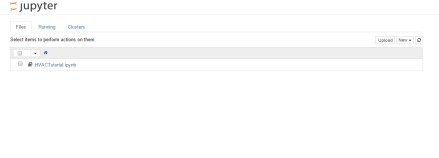 jupyter
Files Running Clusters
Select items to perform actions on them.
Upload New
HVACTutorial.ipynb